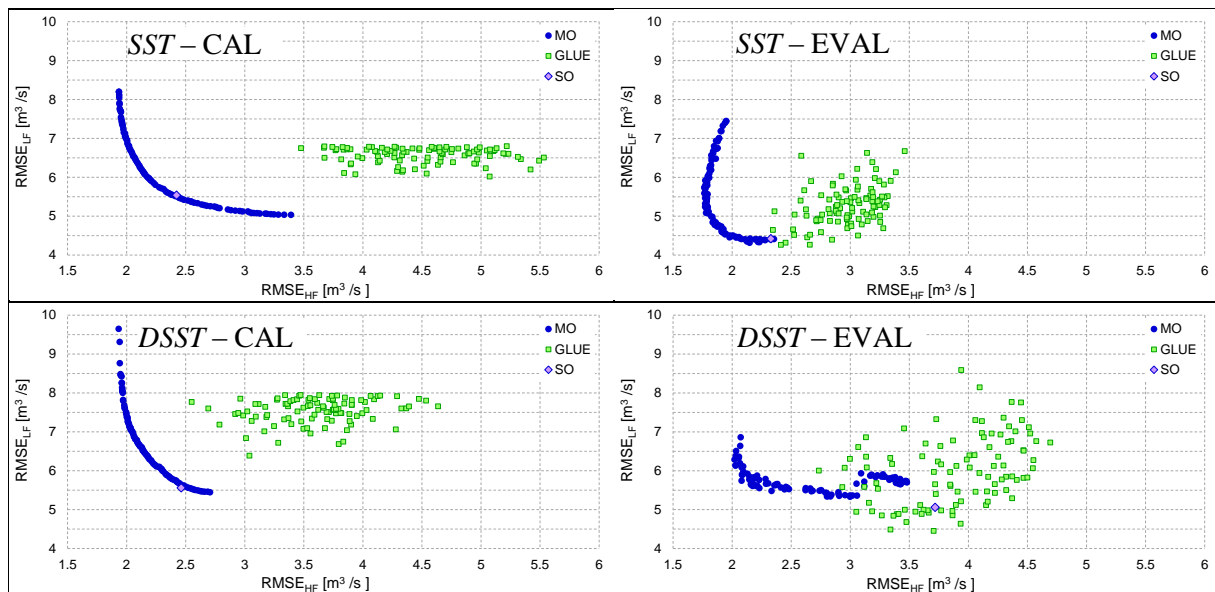 SST – CAL
MO
GLUE
SO
RMSE_LF [m³ /s]
10
9
8
7
6
5
4
1.5 2 2.5 3 3.5 4 4.5 5 5.5 6
RMSE_HF [m³ /s ]
SST – EVAL
MO
GLUE
SO
RMSE_LF [m³ /s]
10
9
8
7
6
5
4
1.5 2 2.5 3 3.5 4 4.5 5 5.5 6
RMSE_HF [m³ /s ]
DSST – CAL
MO
GLUE
SO
RMSE_LF [m³ /s]
10
9
8
7
6
5
4
1.5 2 2.5 3 3.5 4 4.5 5 5.5 6
RMSE_HF [m³ /s ]
DSST – EVAL
MO
GLUE
SO
RMSE_LF [m³ /s]
10
9
8
7
6
5
4
1.5 2 2.5 3 3.5 4 4.5 5 5.5 6
RMSE_HF [m³ /s ]